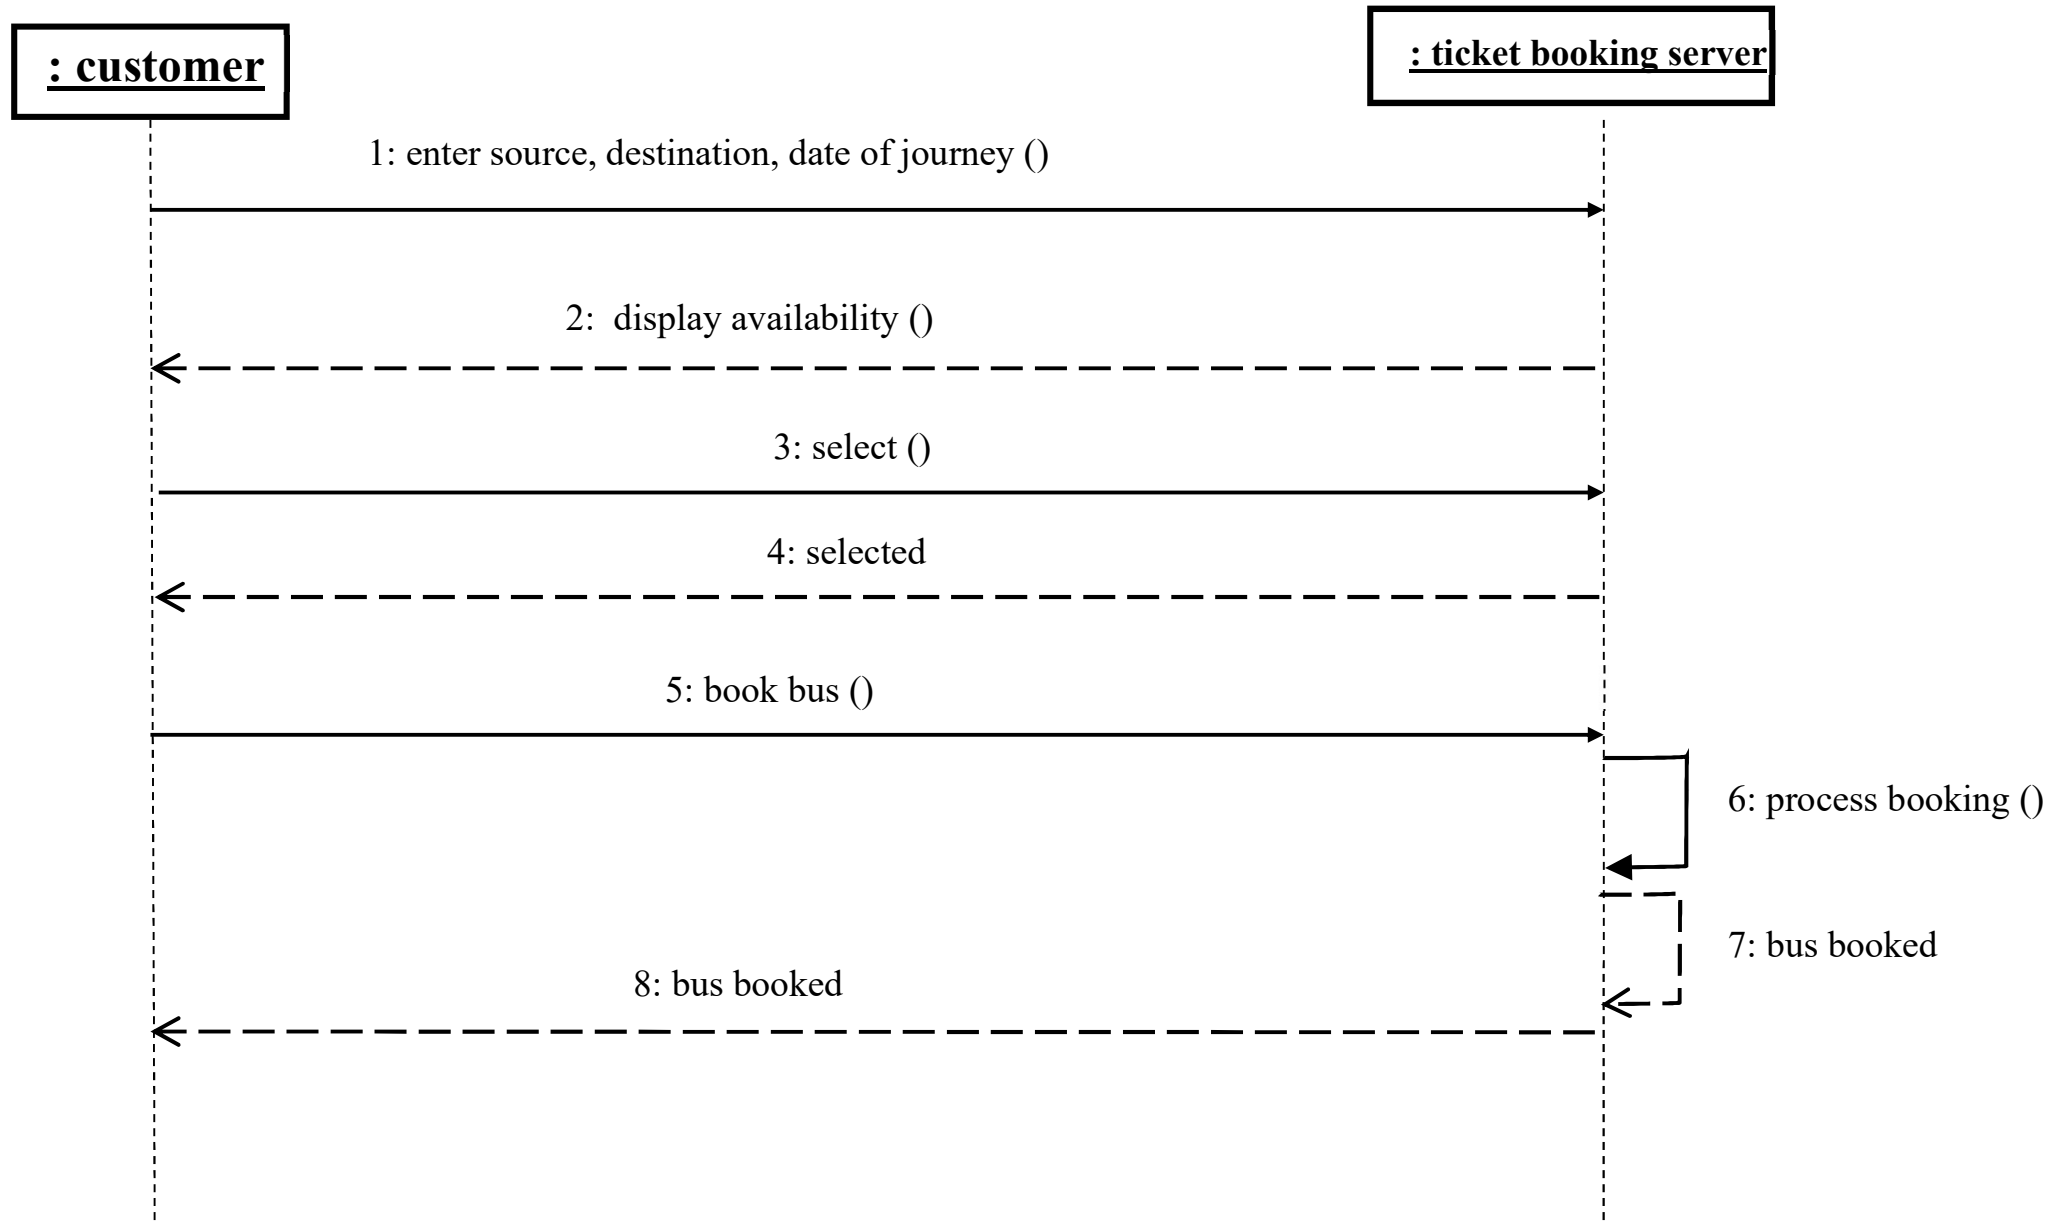 : customer
: ticket booking server
1: enter source, destination, date of journey ()
2:  display availability ()
3: select ()
4: selected
5: book bus ()
6: process booking ()
7: bus booked
8: bus booked